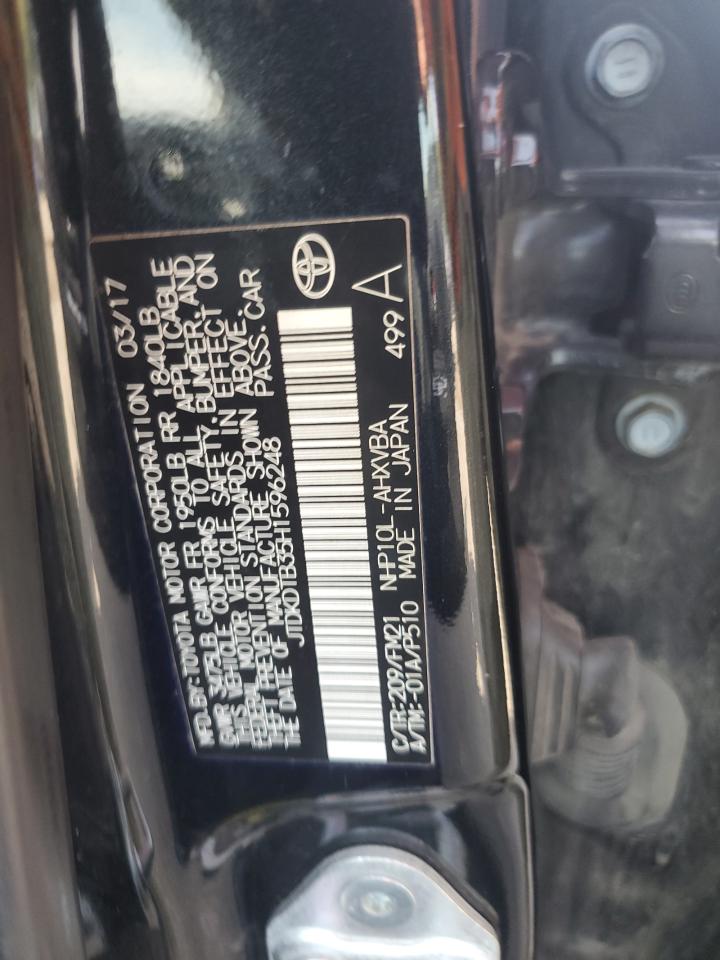 MFD.BY:TOYOTA MOTOR CORPORATION 03/17
GVWR 3475LB GAWR FR 1950LB RR 1840LB
THIS VEHICLE CONFORMS TO ALL APPLICABLE
FEDERAL MOTOR VEHICLE SAFETY, BUMPER, AND
THEFT PREVENTION STANDARDS IN EFFECT ON
THE DATE OF MANUFACTURE SHOWN ABOVE.
JTDKDTB35H1596248 PASS.CAR
C/TR:209/FM21 NHP10L-AHXVBA
A/TM:-01A/P510 MADE IN JAPAN 499 A